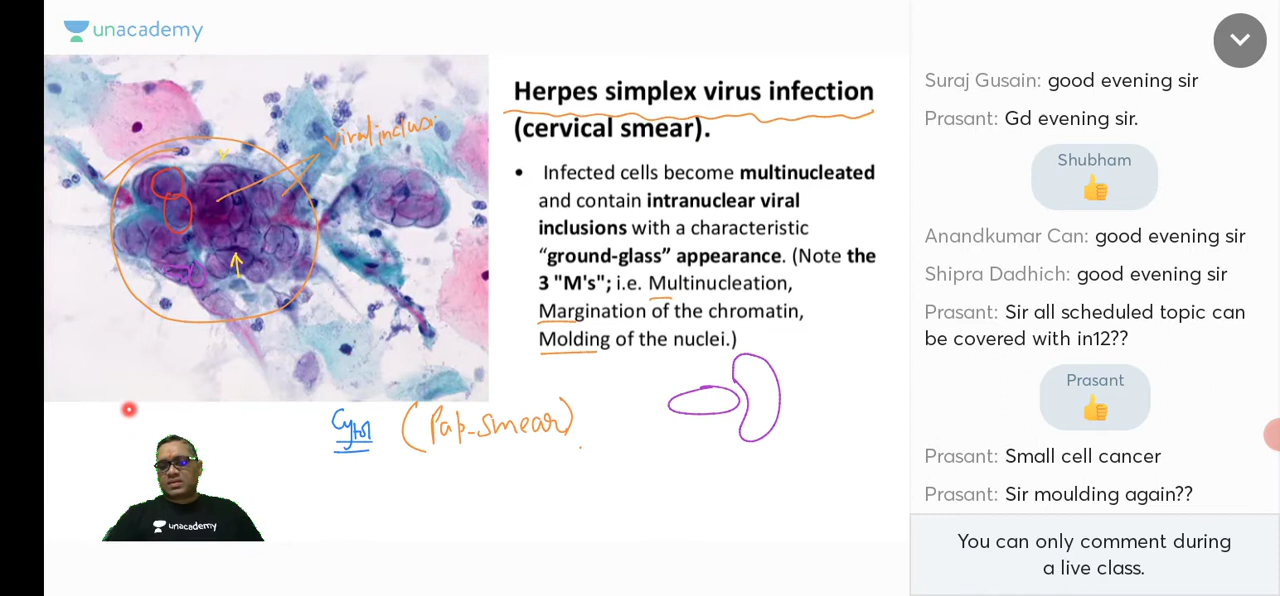 unacademy
Herpes simplex virus infection
(cervical smear).
• Infected cells become multinucleated
and contain intranuclear viral
inclusions with a characteristic
“ground-glass” appearance. (Note the
3 "M's"; i.e. Multinucleation,
Margination of the chromatin,
Molding of the nuclei.)
Viral inclusi
Cytol (Pap-smear).
unacademy
Suraj Gusain: good evening sir
Prasant: Gd evening sir.
Shubham
Anandkumar Can: good evening sir
Shipra Dadhich: good evening sir
Prasant: Sir all scheduled topic can
be covered with in12??
Prasant
Prasant: Small cell cancer
Prasant: Sir moulding again??
You can only comment during
a live class.